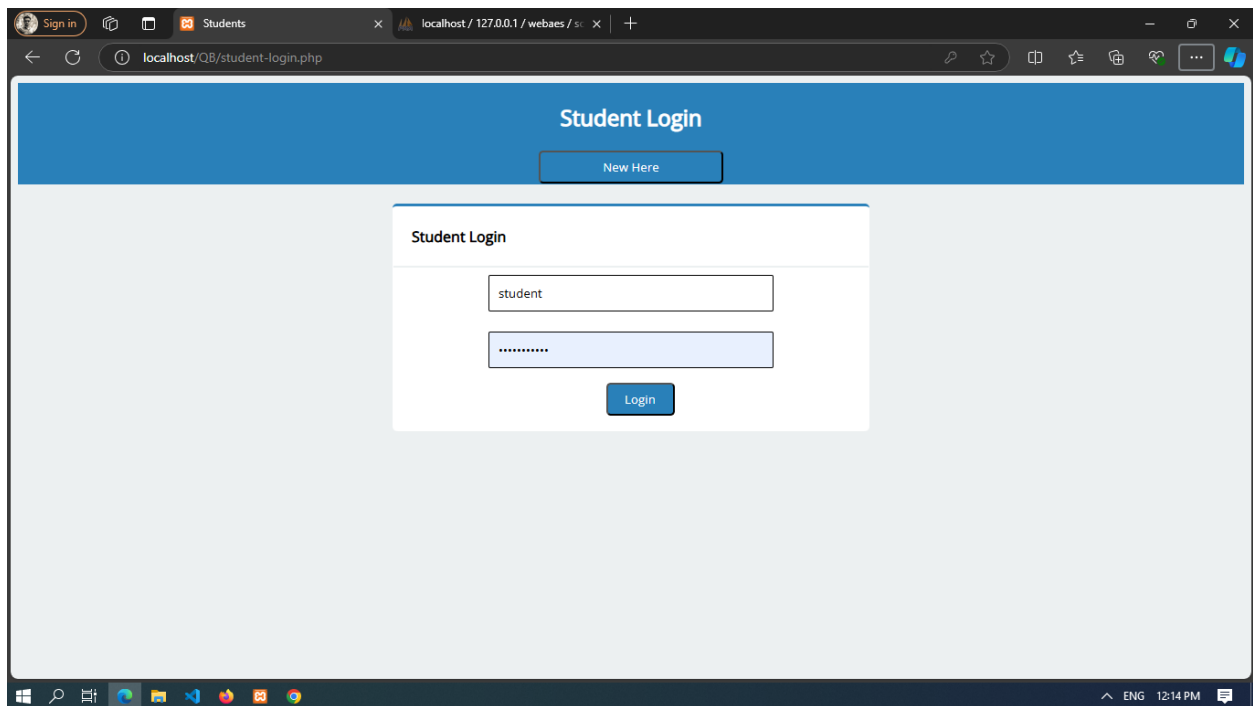 Sign in
Students
localhost / 127.0.0.1 / webaes / sc
localhost/QB/student-login.php
Student Login
New Here
Student Login
student
•••••••••••
Login
ENG 12:14 PM